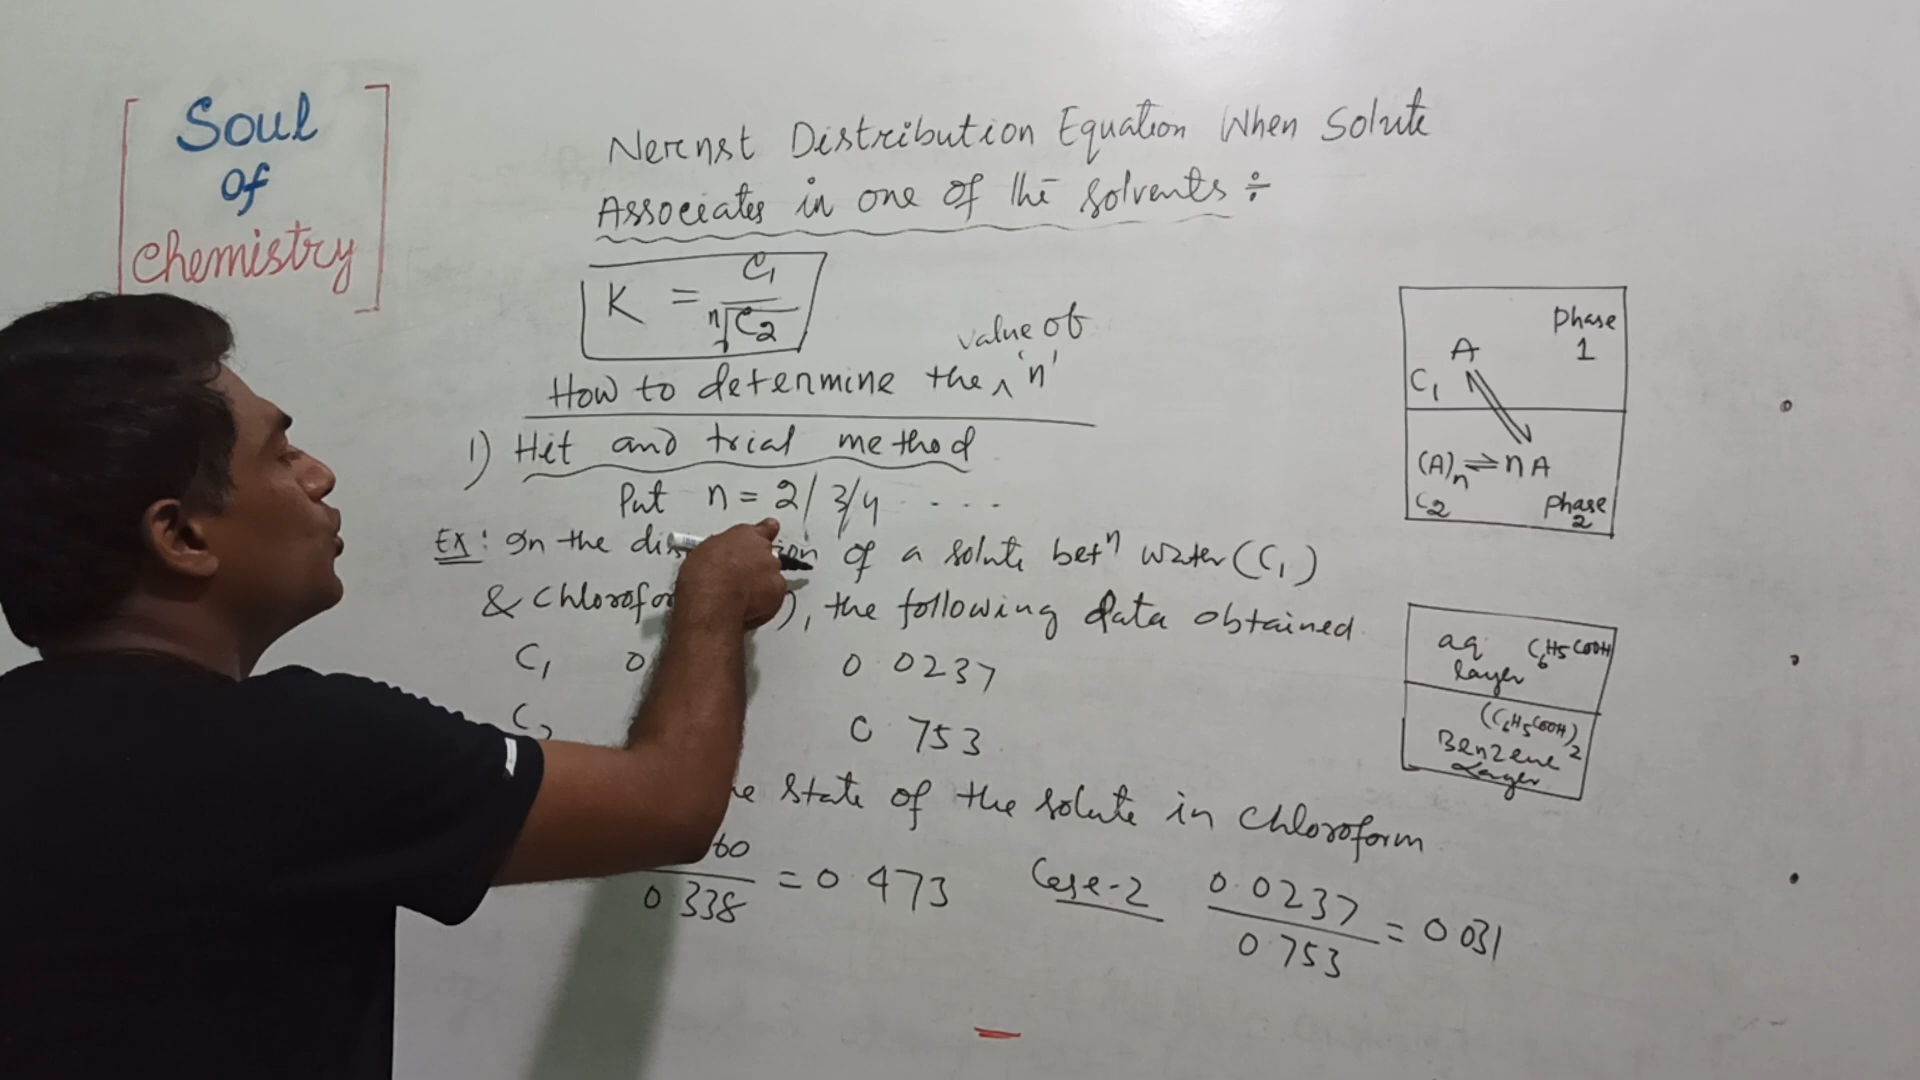 Soul
of
Chemistry
Nernst Distribution Equation When Solute
Associates in one of the solvents ÷
K = C₁ / ⁿ√C₂
value of
How to determine the ^ 'n'
1) Hit and trial method
Put n = 2/3/4 ....
Ex: In the of a solute betⁿ water (C₁)
& ), the following data obtained
C₁ 0 0.0237
C₂ 0.753
state of the solute in chloroform
60 / 0.338 = 0.473 Case-2 0.0237 / 0.753 = 0.031
Phase
1
A
C₁
(A)n ⇌ nA
C₂ Phase
2
aq C₆H₅COOH
layer
(C₆H₅COOH)₂
Benzene
Layer